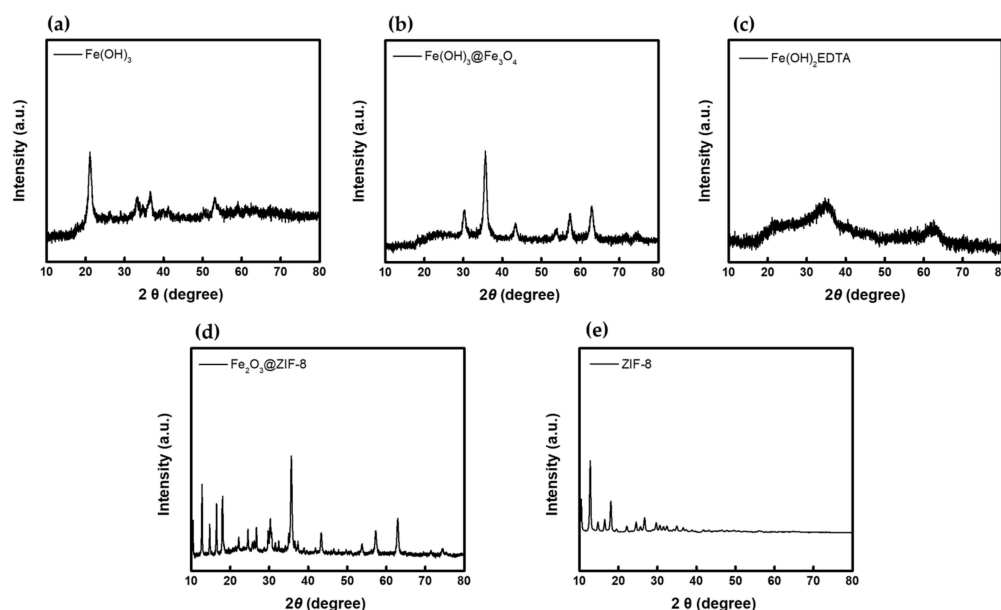 (a)
Fe(OH)₃
Intensity (a.u.)
10 20 30 40 50 60 70 80
2 θ (degree)
(b)
Fe(OH)₃@Fe₃O₄
Intensity (a.u.)
10 20 30 40 50 60 70 80
2θ (degree)
(c)
Fe(OH)₂EDTA
Intensity (a.u.)
10 20 30 40 50 60 70 80
2θ (degree)
(d)
Fe₂O₃@ZIF-8
Intensity (a.u.)
10 20 30 40 50 60 70 80
2θ (degree)
(e)
ZIF-8
Intensity (a.u.)
10 20 30 40 50 60 70 80
2 θ (degree)